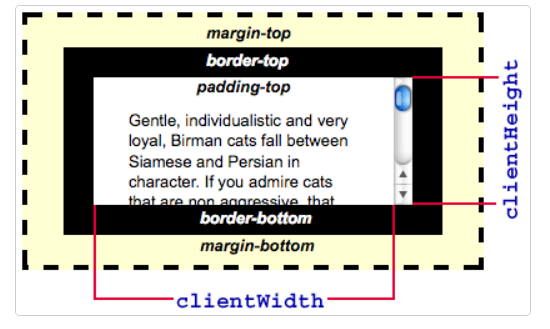 margin-top
border-top
padding-top
Gentle, individualistic and very
loyal, Birman cats fall between
Siamese and Persian in
character. If you admire cats
that are non aggressive, that
border-bottom
margin-bottom
clientWidth
clientHeight